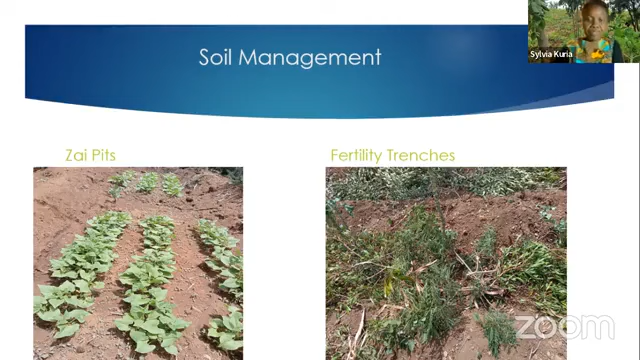 Soil Management
Sylvia Kuria
Zai Pits
Fertility Trenches
zoom